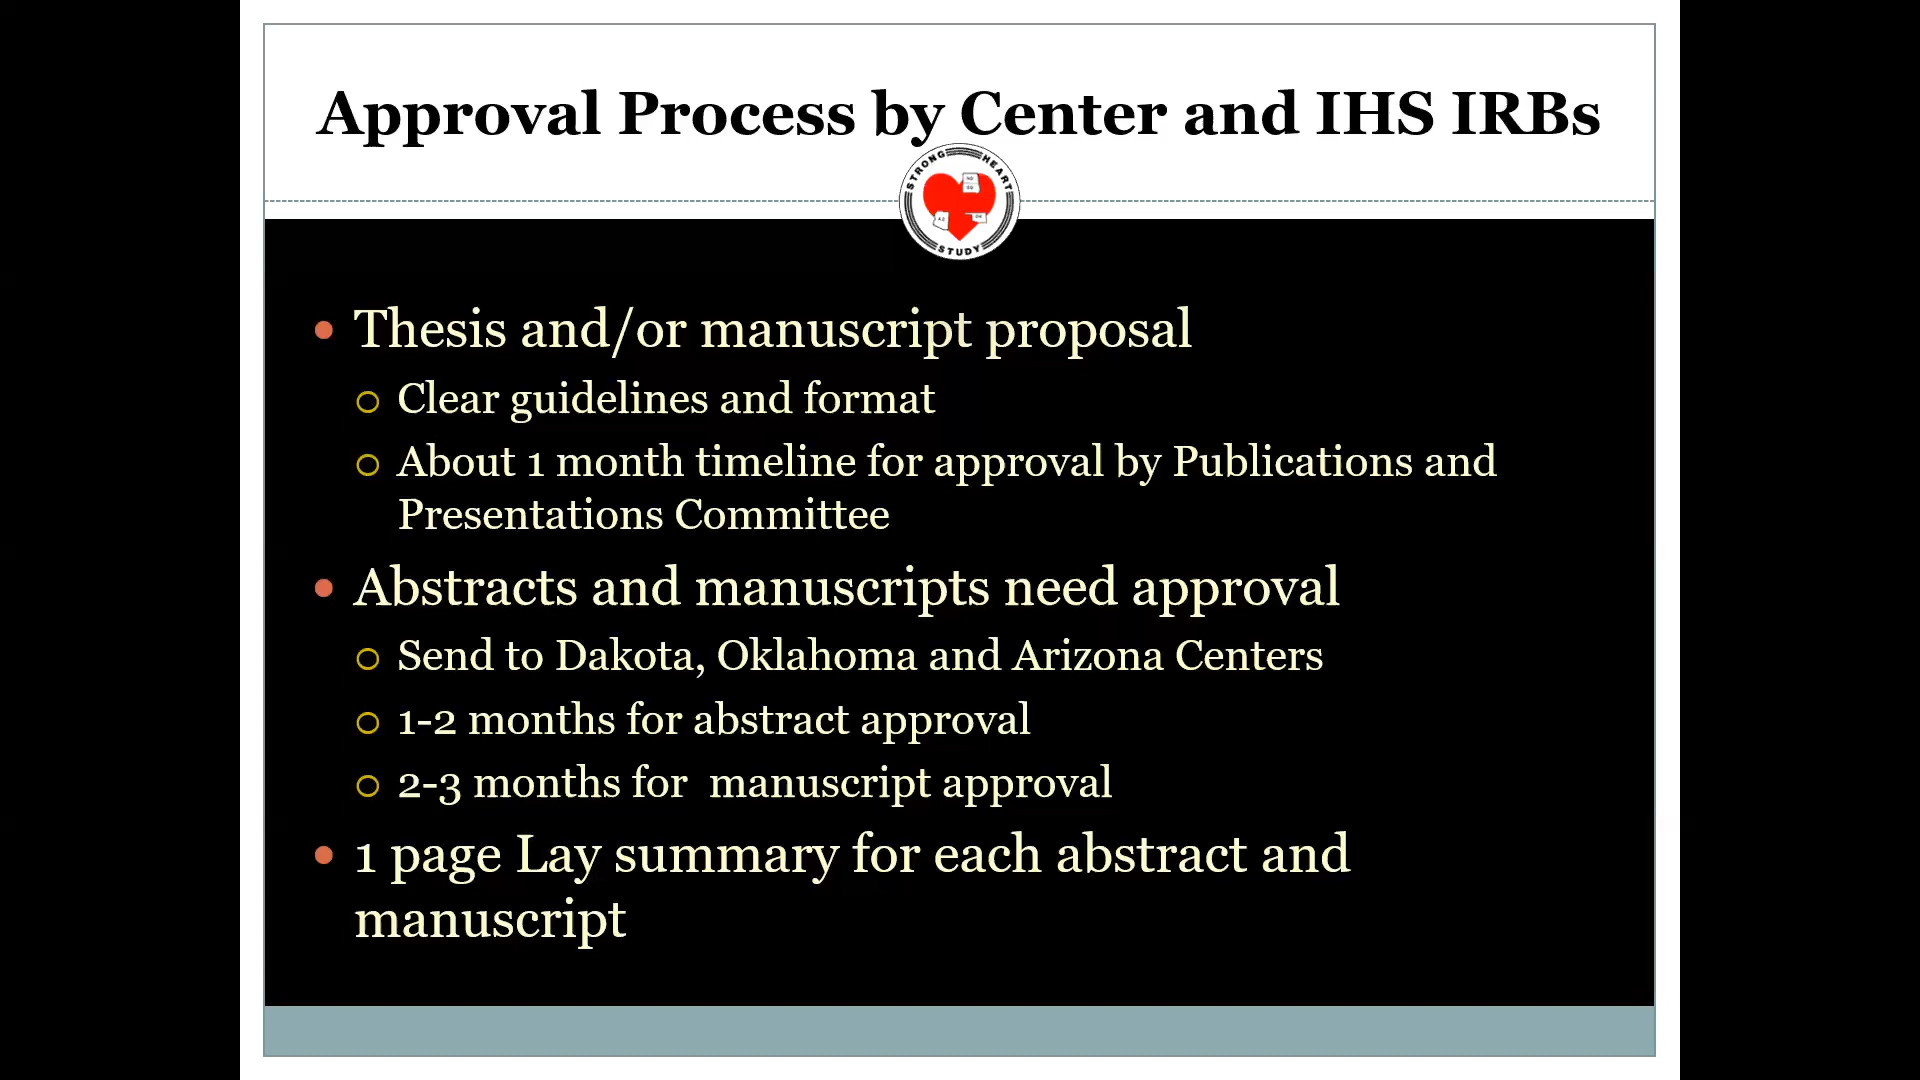 Approval Process by Center and IHS IRBs
STRONG HEART
STUDY
• Thesis and/or manuscript proposal
○ Clear guidelines and format
○ About 1 month timeline for approval by Publications and
Presentations Committee
• Abstracts and manuscripts need approval
○ Send to Dakota, Oklahoma and Arizona Centers
○ 1-2 months for abstract approval
○ 2-3 months for  manuscript approval
• 1 page Lay summary for each abstract and
manuscript